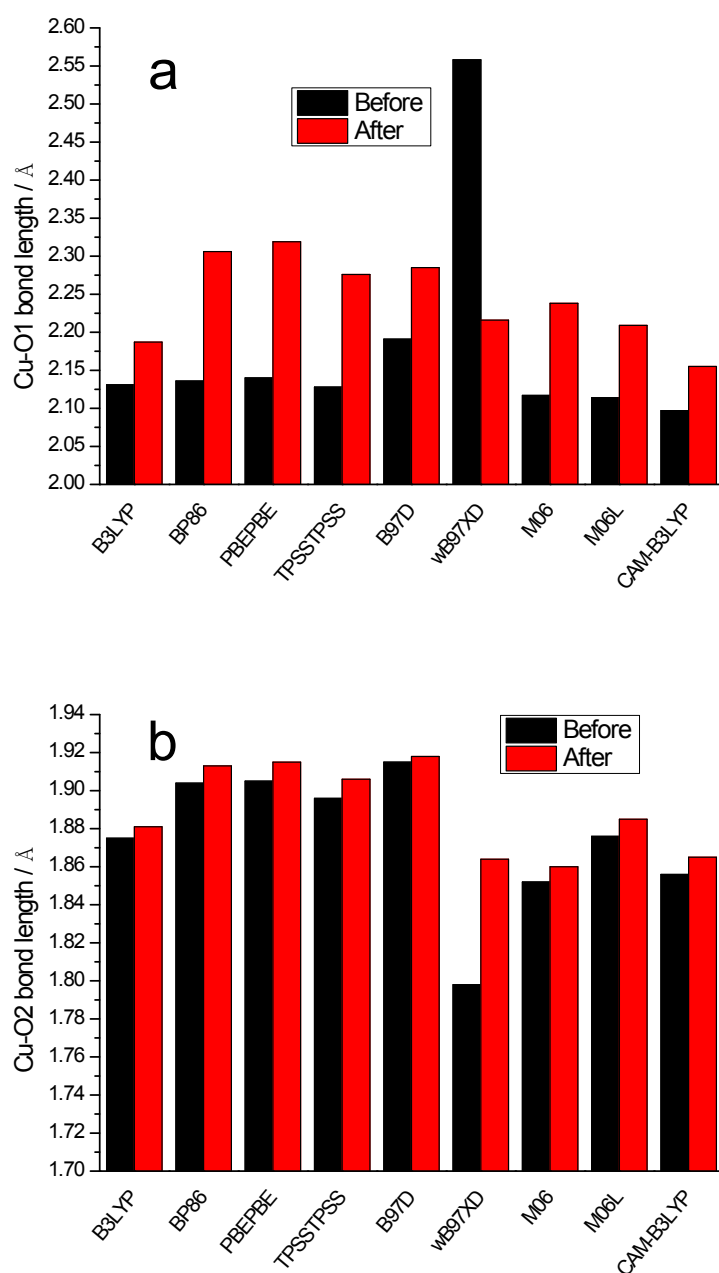 a
Before
After
Cu-O1 bond length / Å
2.60
2.55
2.50
2.45
2.40
2.35
2.30
2.25
2.20
2.15
2.10
2.05
2.00
B3LYP
BP86
PBEPBE
TPSSTPSS
B97D
wB97XD
M06
M06L
CAM-B3LYP
b
Before
After
Cu-O2 bond length / Å
1.94
1.92
1.90
1.88
1.86
1.84
1.82
1.80
1.78
1.76
1.74
1.72
1.70
B3LYP
BP86
PBEPBE
TPSSTPSS
B97D
wB97XD
M06
M06L
CAM-B3LYP